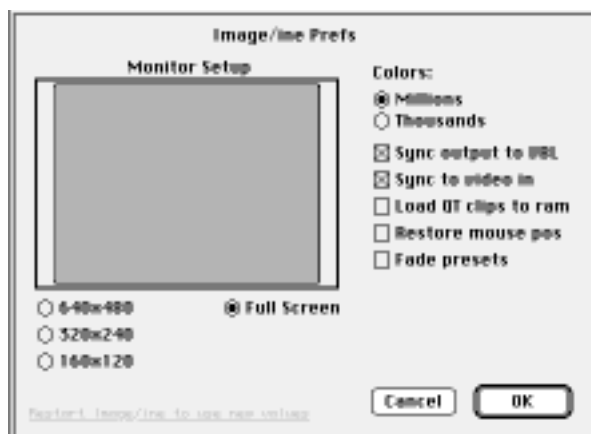 Image/ine Prefs
Monitor Setup
Colors:
Millions
Thousands
Sync output to VBL
Sync to video in
Load QT clips to ram
Restore mouse pos
Fade presets
640x480
Full Screen
320x240
160x120
Restart Image/ine to use new values
Cancel
OK